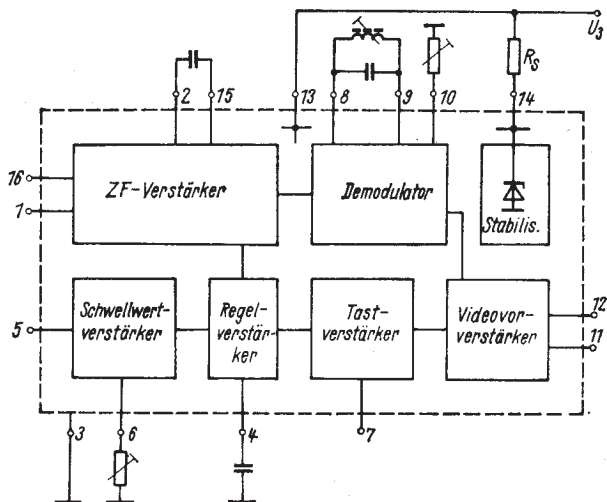 U3
RS
2 15 13 8 9 10 14
16
1
ZF-Verstärker
Demodulator
Stabilis.
5
Schwellwert-
verstärker
Regel-
verstär-
ker
Tast-
verstärker
Videovor-
verstärker
12
11
3 6 4 7